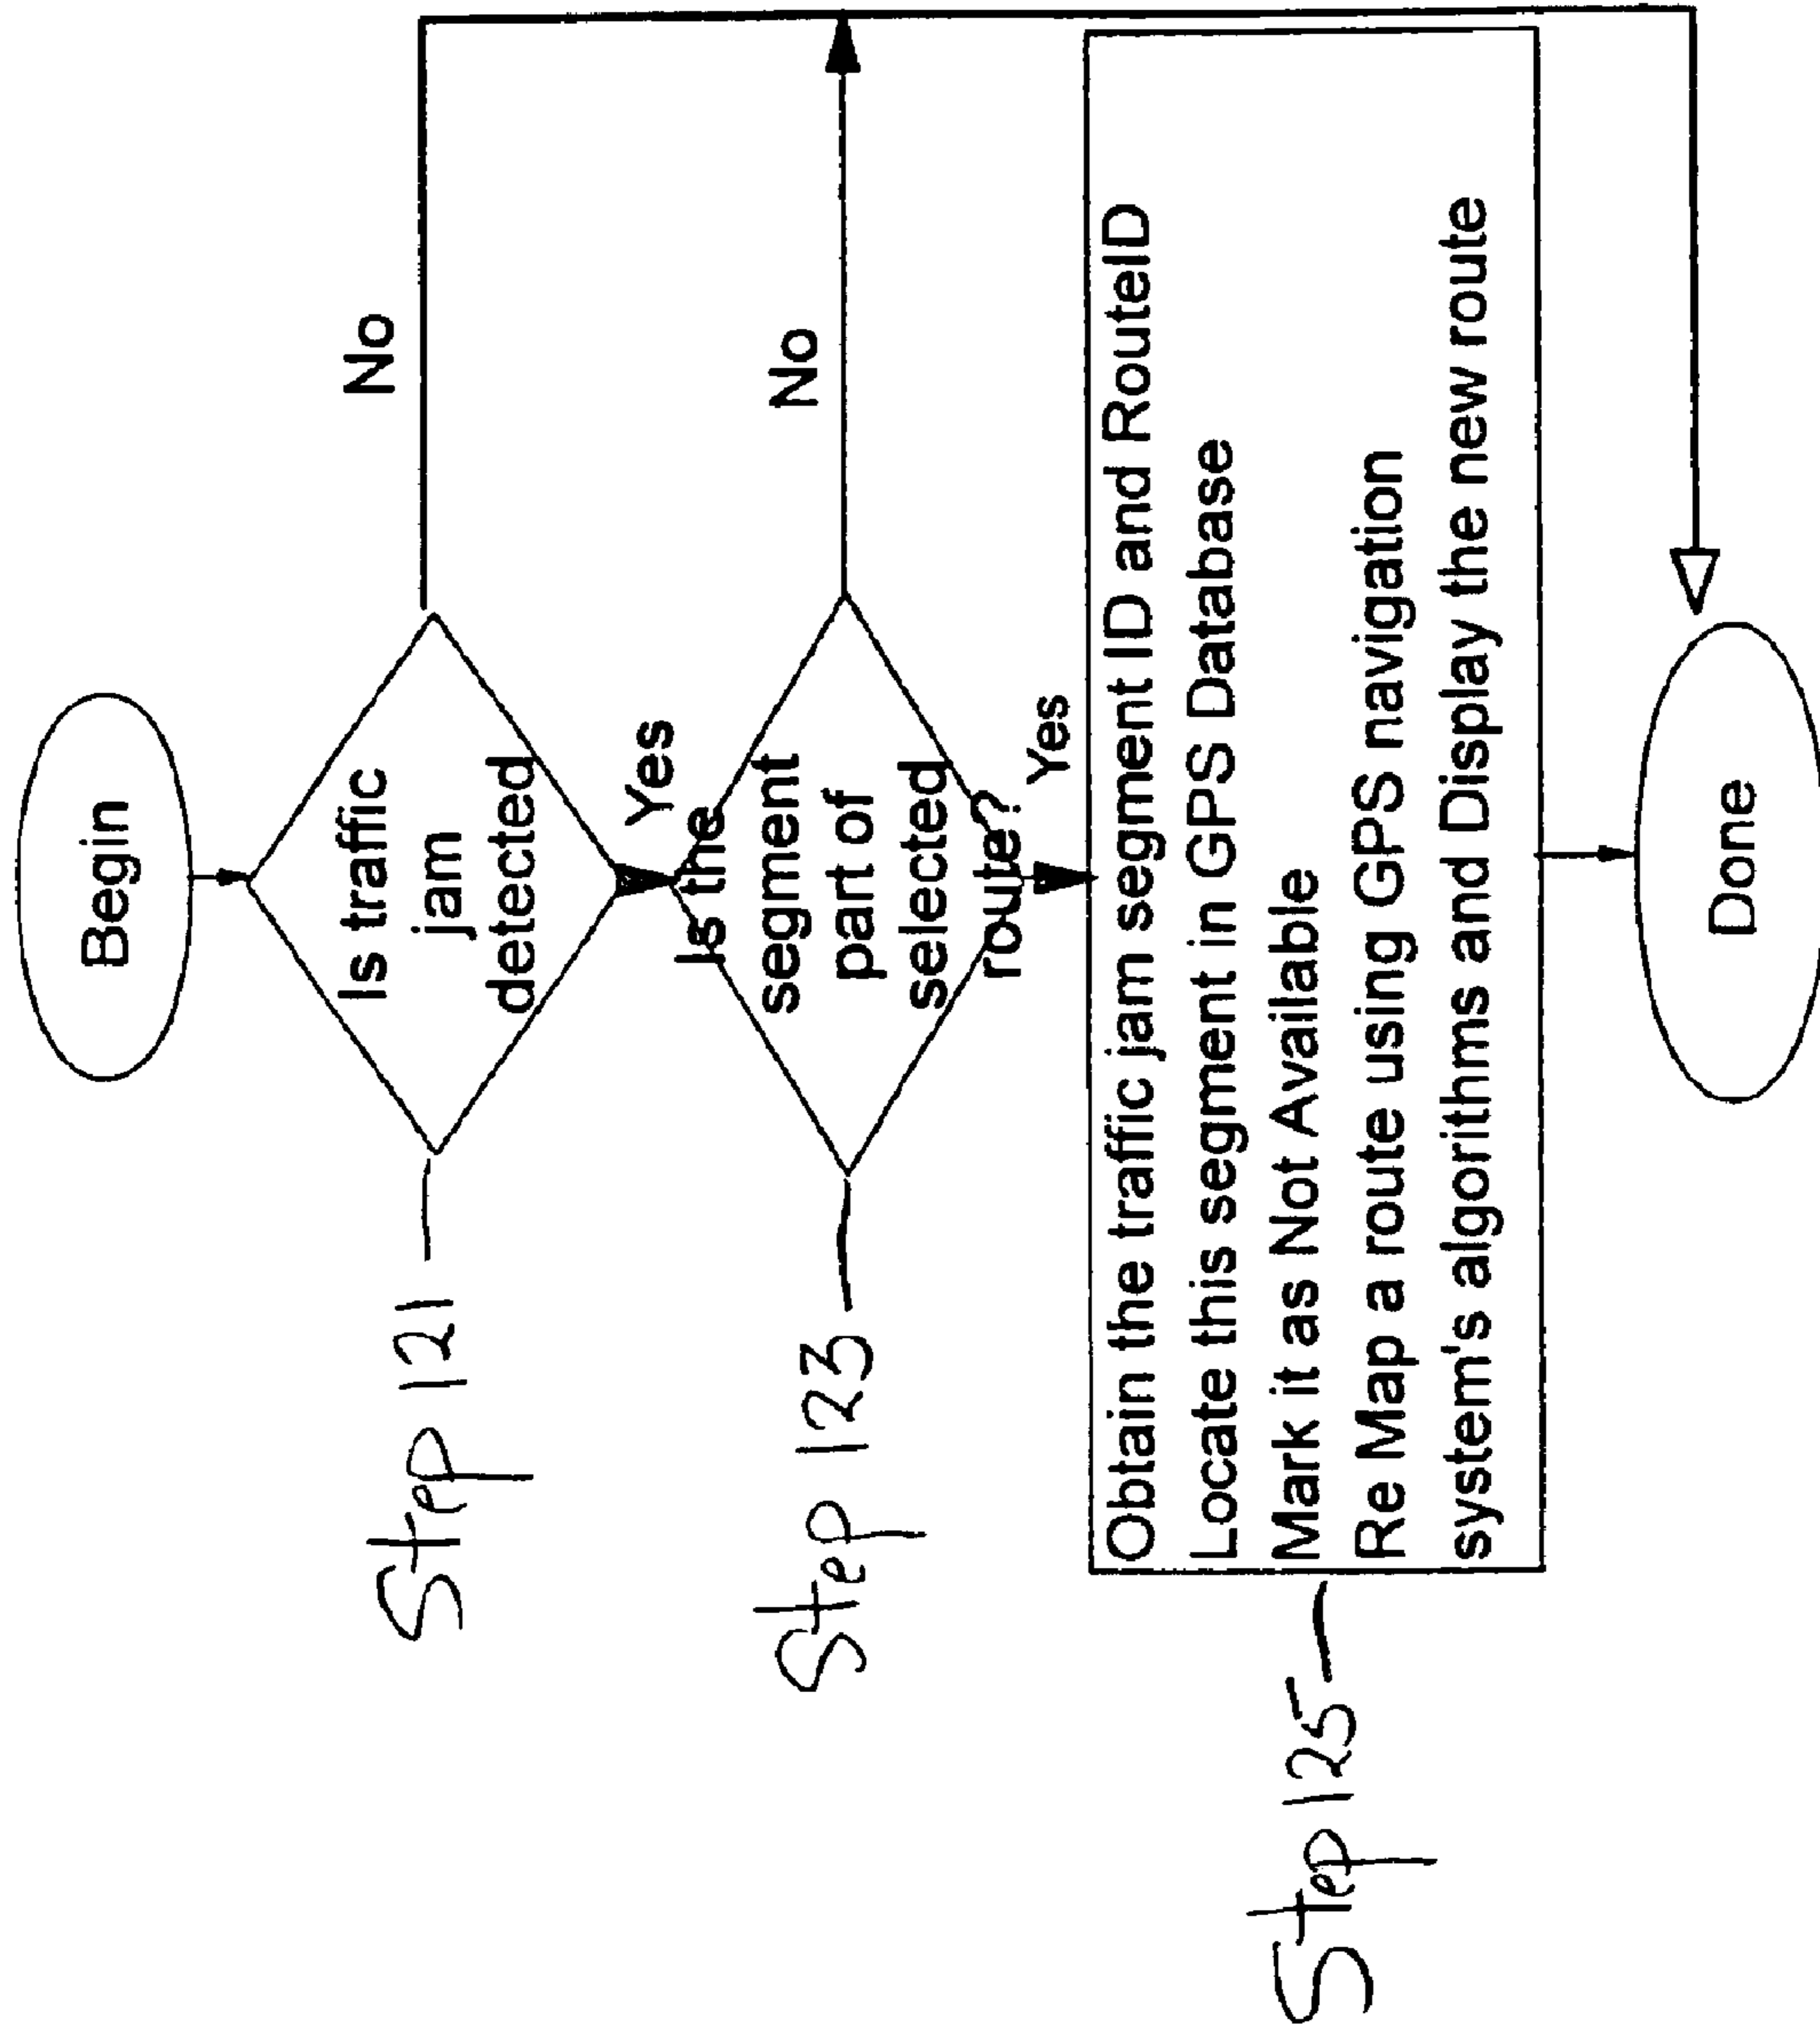 Begin
Step 121
Is traffic
jam
detected
No
Yes
Step 123
Is the
segment
part of
selected
route?
No
Yes
Step 125
Obtain the traffic jam segment ID and RouteID
Locate this segment in GPS Database
Mark it as Not Available
Re Map a route using GPS navigation
system's algorithms and Display the new route
Done